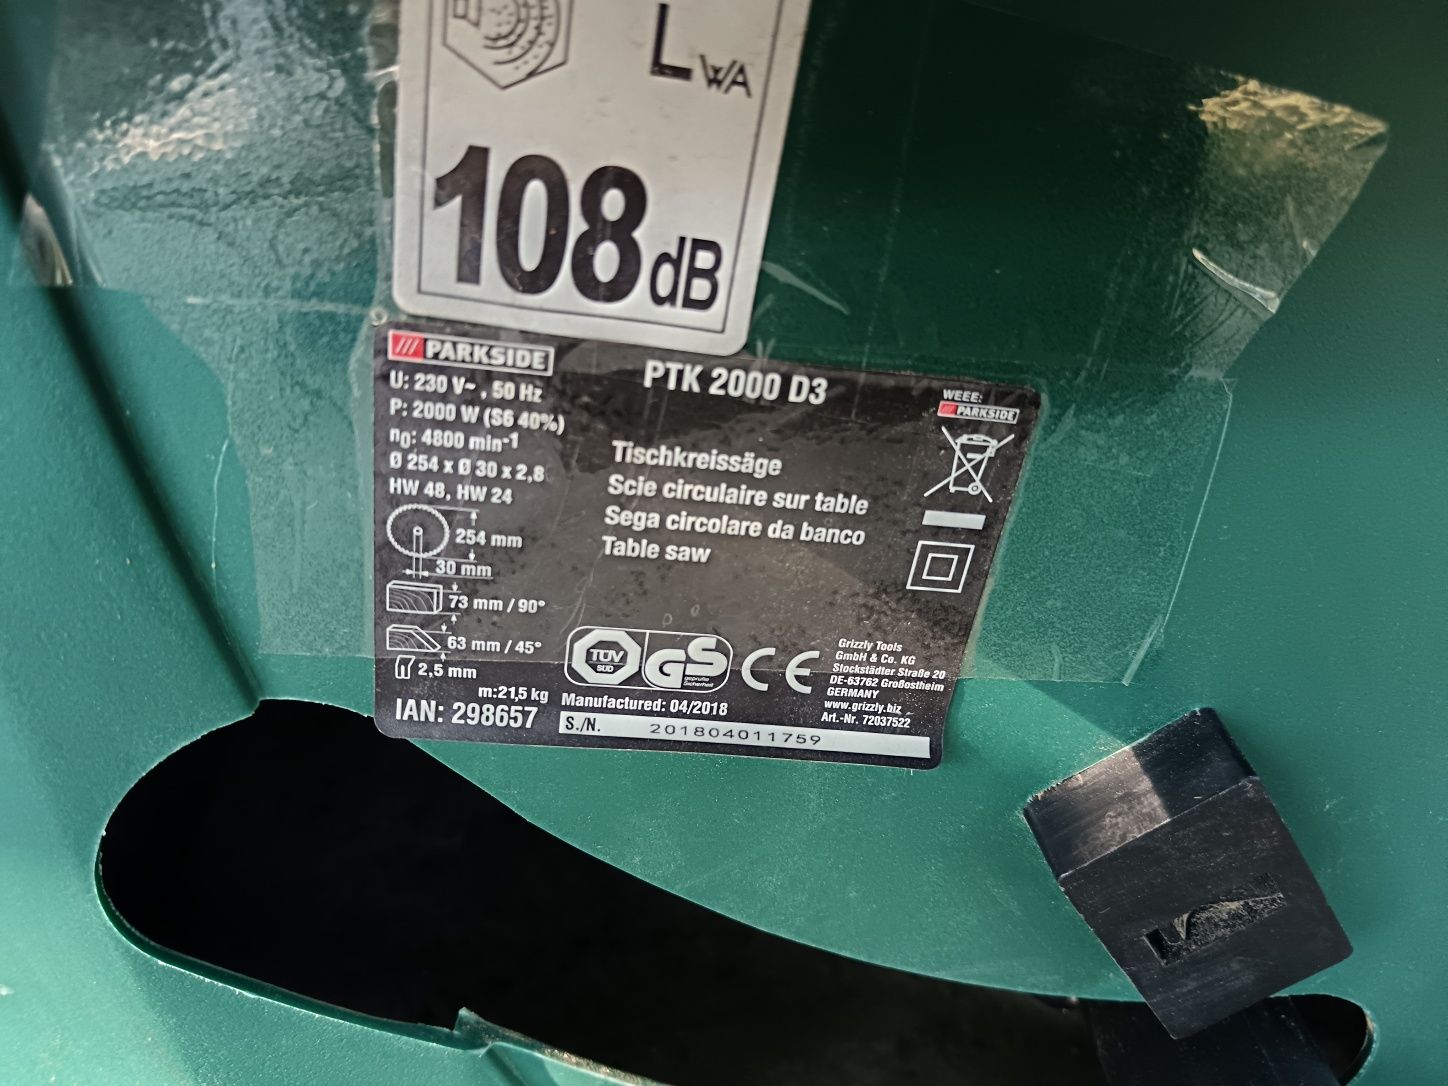 LWA
108 dB
PARKSIDE
PTK 2000 D3
U: 230 V~ , 50 Hz
P: 2000 W (S6 40%)
n0: 4800 min-1
Ø 254 x Ø 30 x 2,8
HW 48, HW 24
254 mm
30 mm
73 mm / 90°
63 mm / 45°
2,5 mm
m:21,5 kg
IAN: 298657
Tischkreissäge
Scie circulaire sur table
Sega circolare da banco
Table saw
WEEE:
PARKSIDE
TÜV
SÜD
GS
geprüfte
Sicherheit
CE
Manufactured: 04/2018
S./N. 201804011759
Grizzly Tools
GmbH & Co. KG
Stockstädter Straße 20
DE-63762 Großostheim
GERMANY
www.grizzly.biz
Art.-Nr. 72037522